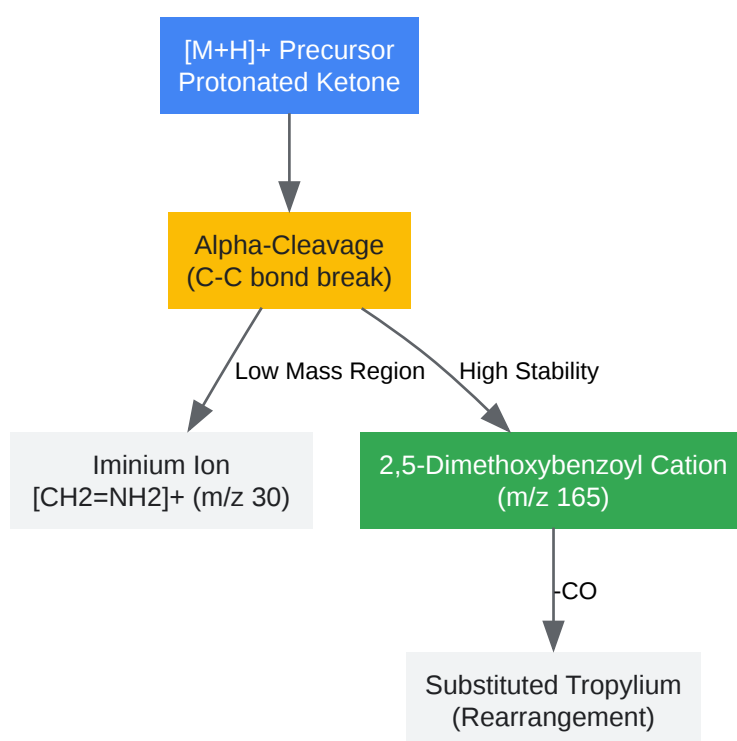 [M+H]+ Precursor
Protonated Ketone
Alpha-Cleavage
(C-C bond break)
Low Mass Region
High Stability
Iminium Ion
[CH2=NH2]+ (m/z 30)
2,5-Dimethoxybenzoyl Cation
(m/z 165)
-CO
Substituted Tropylium
(Rearrangement)